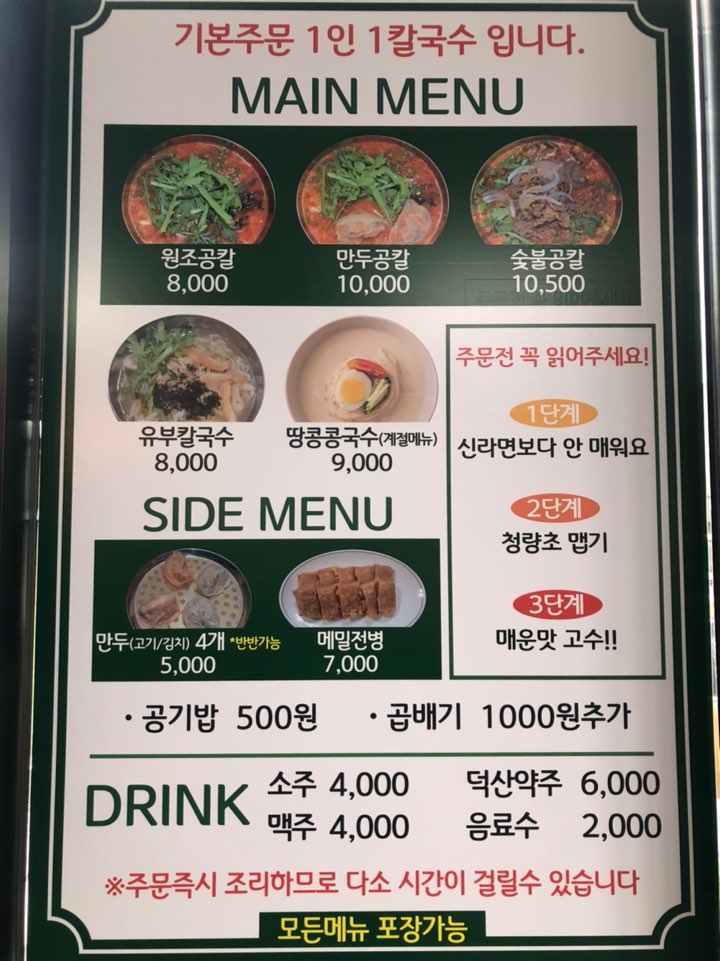 기본주문 1인 1칼국수 입니다.
MAIN MENU
원조공칼 만두공칼 숯불공칼
8,000 10,000 10,500
유부칼국수 땅콩콩국수(계절메뉴)
8,000 9,000
주문전 꼭 읽어주세요!
1단계
신라면보다 안 매워요
2단계
청량초 맵기
3단계
매운맛 고수!!
SIDE MENU
만두(고기/김치) 4개 *반반가능 메밀전병
5,000 7,000
· 공기밥 500원 · 곱배기 1000원추가
DRINK
소주 4,000 덕산약주 6,000
맥주 4,000 음료수 2,000
※주문즉시 조리하므로 다소 시간이 걸릴수 있습니다
모든메뉴 포장가능